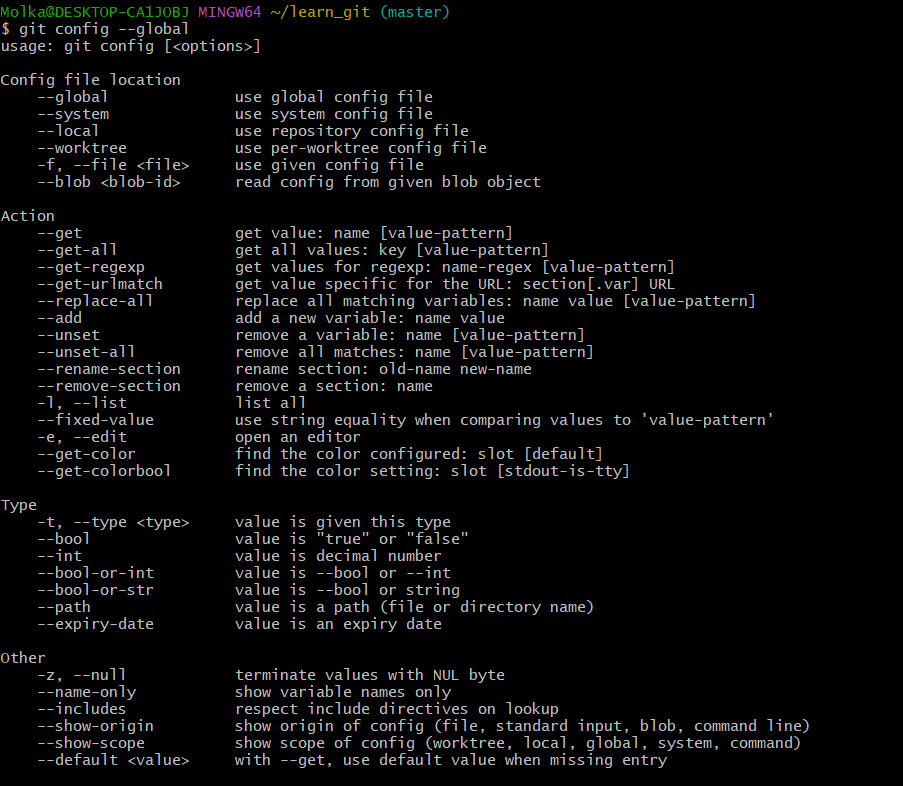 Molka@DESKTOP-CA1JOBJ MINGW64 ~/learn_git (master)
$ git config --global
usage: git config [<options>]

Config file location
    --global              use global config file
    --system              use system config file
    --local               use repository config file
    --worktree            use per-worktree config file
    -f, --file <file>     use given config file
    --blob <blob-id>      read config from given blob object

Action
    --get                 get value: name [value-pattern]
    --get-all             get all values: key [value-pattern]
    --get-regexp          get values for regexp: name-regex [value-pattern]
    --get-urlmatch        get value specific for the URL: section[.var] URL
    --replace-all         replace all matching variables: name value [value-pattern]
    --add                 add a new variable: name value
    --unset               remove a variable: name [value-pattern]
    --unset-all           remove all matches: name [value-pattern]
    --rename-section      rename section: old-name new-name
    --remove-section      remove a section: name
    -l, --list            list all
    --fixed-value         use string equality when comparing values to 'value-pattern'
    -e, --edit            open an editor
    --get-color           find the color configured: slot [default]
    --get-colorbool       find the color setting: slot [stdout-is-tty]

Type
    -t, --type <type>     value is given this type
    --bool                value is "true" or "false"
    --int                 value is decimal number
    --bool-or-int         value is --bool or --int
    --bool-or-str         value is --bool or string
    --path                value is a path (file or directory name)
    --expiry-date         value is an expiry date

Other
    -z, --null            terminate values with NUL byte
    --name-only           show variable names only
    --includes            respect include directives on lookup
    --show-origin         show origin of config (file, standard input, blob, command line)
    --show-scope          show scope of config (worktree, local, global, system, command)
    --default <value>     with --get, use default value when missing entry